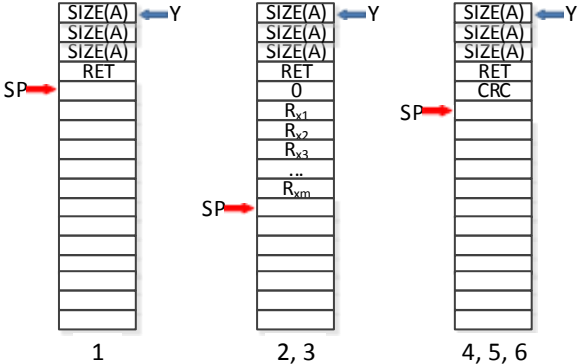 SIZE(A) Y SIZE(A) Y SIZE(A) Y
SIZE(A) SIZE(A) SIZE(A)
SIZE(A) SIZE(A) SIZE(A)
RET RET RET
SP 0 CRC
Rx1 SP
Rx2
Rx3
...
Rxm
SP
1 2, 3 4, 5, 6